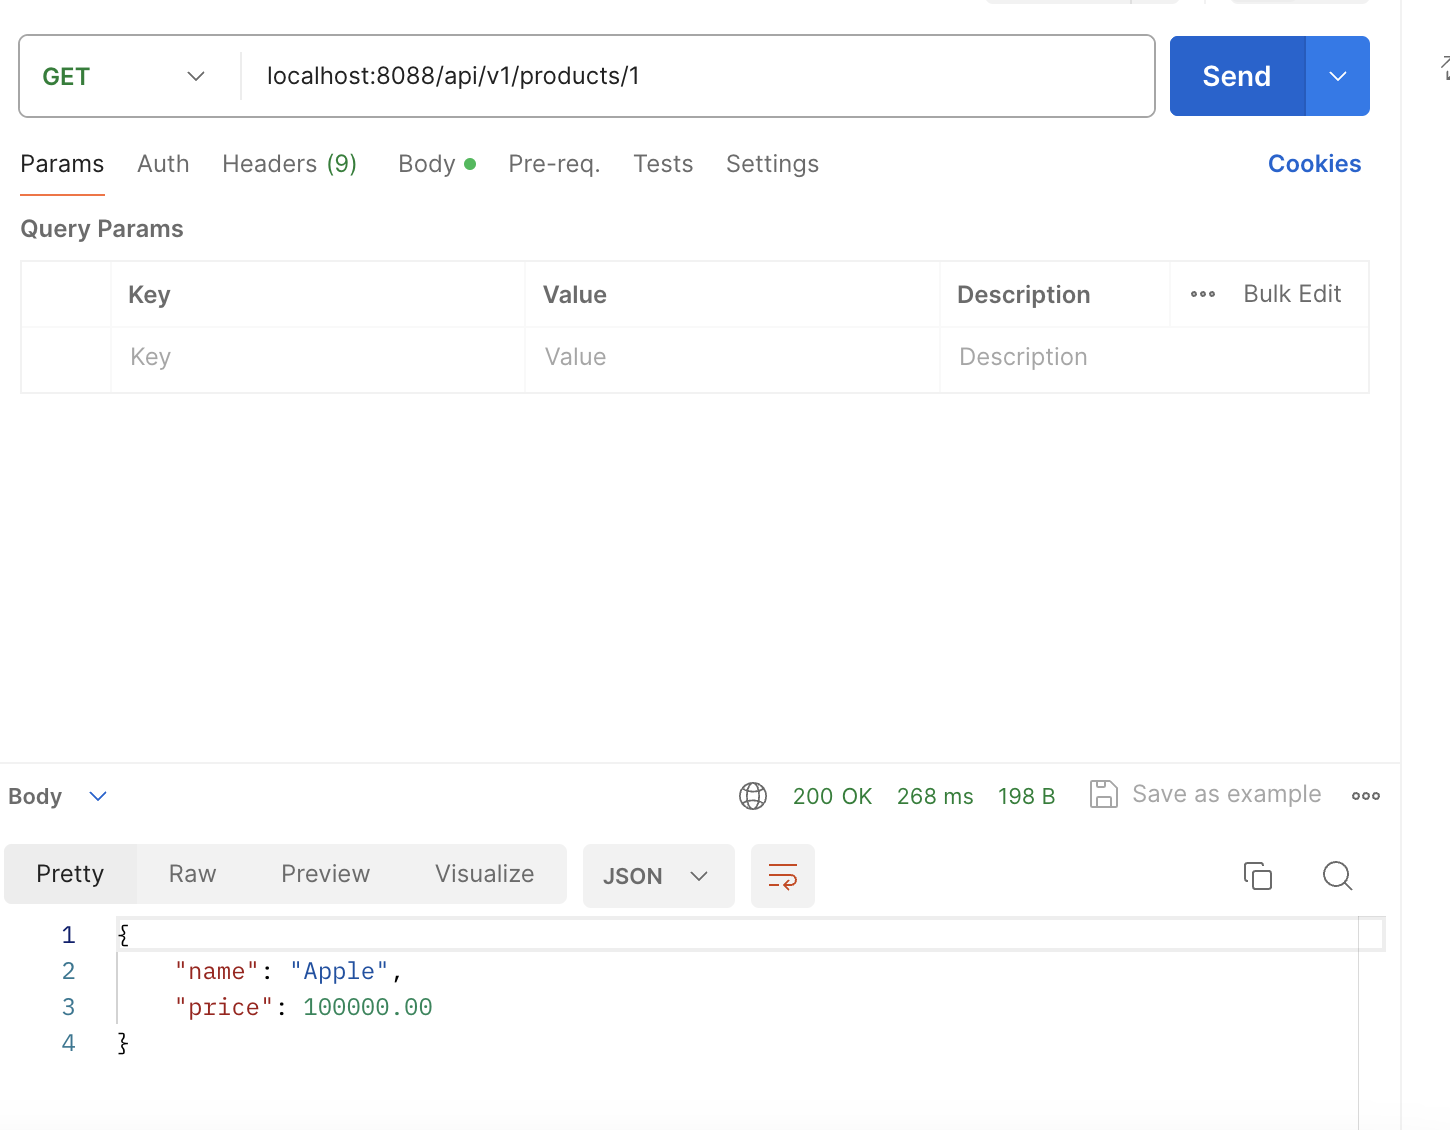 GET localhost:8088/api/v1/products/1 Send
Params Auth Headers (9) Body Pre-req. Tests Settings Cookies
Query Params
Key Value Description Bulk Edit
Key Value Description
Body 200 OK 268 ms 198 B Save as example
Pretty Raw Preview Visualize JSON
1 {
2 "name": "Apple",
3 "price": 100000.00
4 }